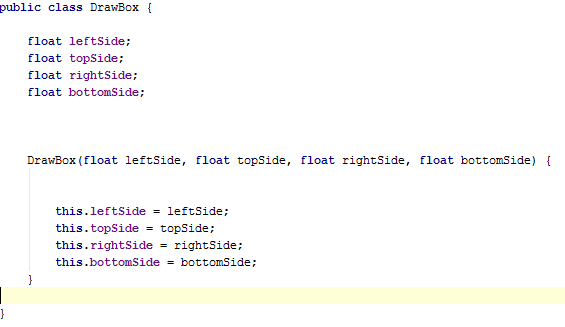 public class DrawBox {
float leftSide;
float topSide;
float rightSide;
float bottomSide;
DrawBox(float leftSide, float topSide, float rightSide, float bottomSide) {
this.leftSide = leftSide;
this.topSide = topSide;
this.rightSide = rightSide;
this.bottomSide = bottomSide;
}
}